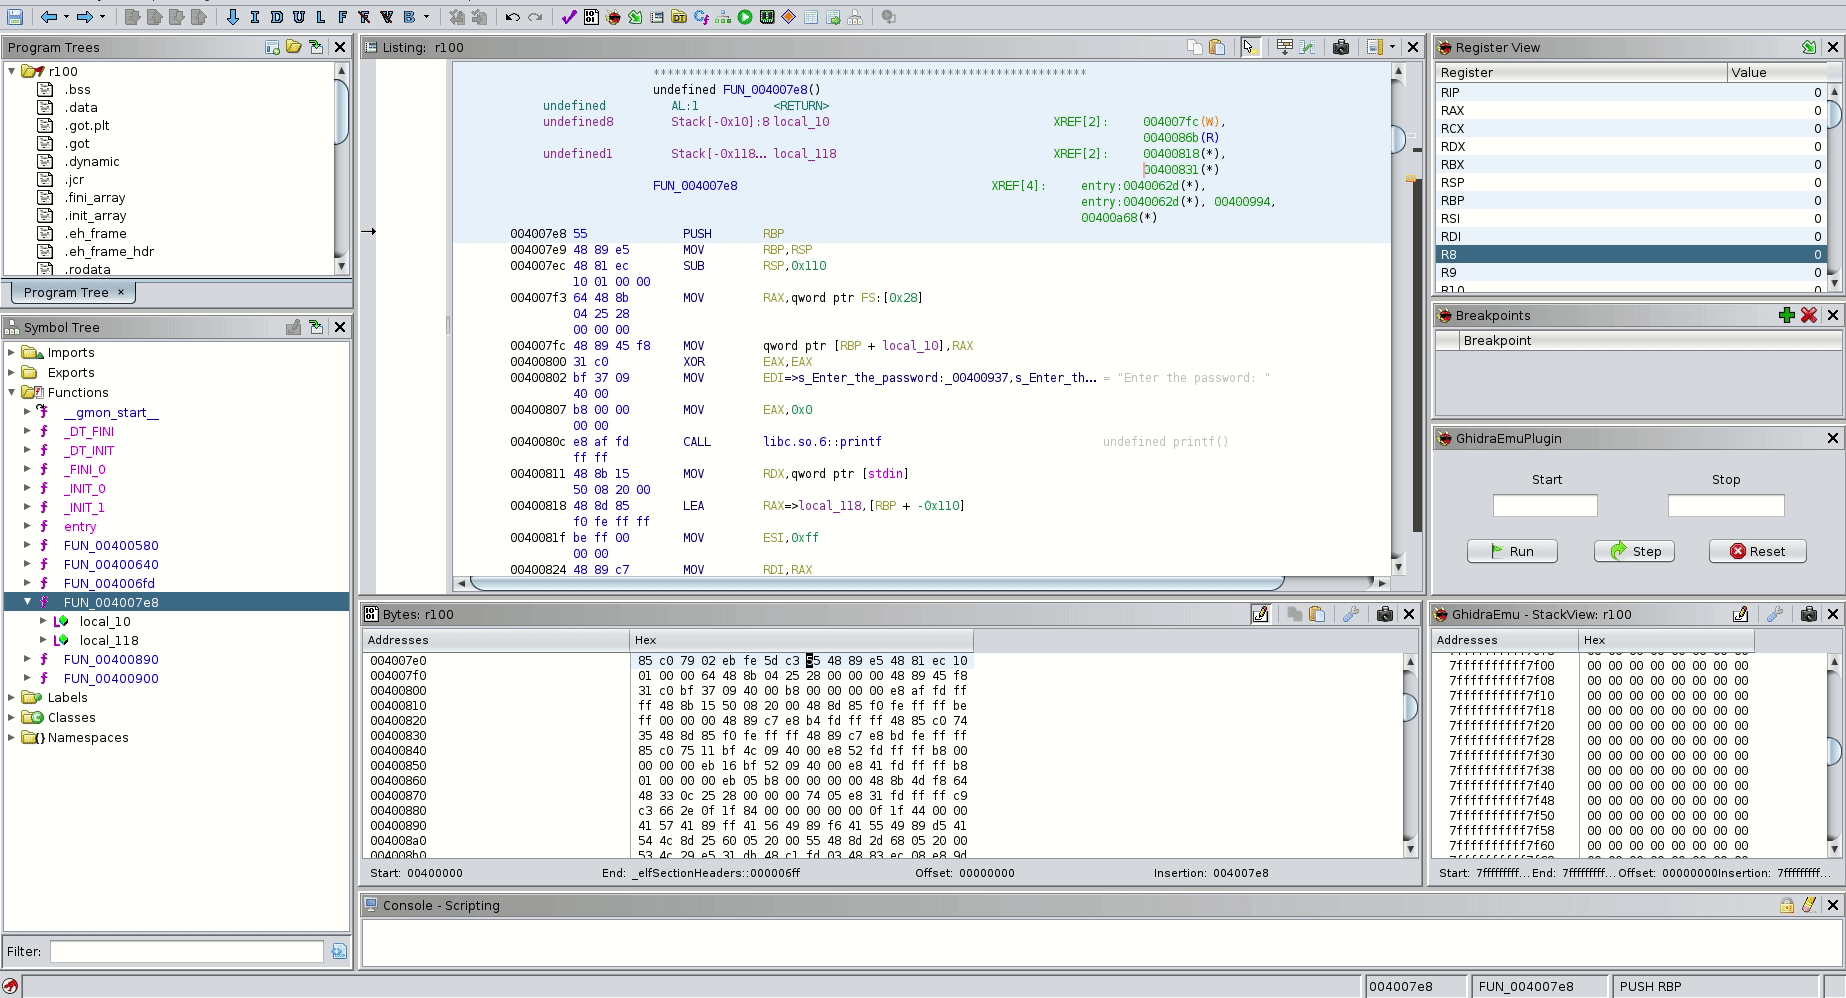 I D U L F R V B
Program Trees
r100
.bss
.data
.got.plt
.got
.dynamic
.jcr
.fini_array
.init_array
.eh_frame
.eh_frame_hdr
.rodata
Program Tree ×
Symbol Tree
Imports
Exports
Functions
__gmon_start__
_DT_FINI
_DT_INIT
_FINI_0
_INIT_0
_INIT_1
entry
FUN_00400580
FUN_00400640
FUN_004006fd
FUN_004007e8
local_10
local_118
FUN_00400890
FUN_00400900
Labels
Classes
Namespaces
Filter:
Listing: r100
**************************************************************
undefined FUN_004007e8()
undefined AL:1 <RETURN>
undefined8 Stack[-0x10]:8 local_10 XREF[2]: 004007fc(W),
0040086b(R)
undefined1 Stack[-0x118... local_118 XREF[2]: 00400818(*),
00400831(*)
FUN_004007e8 XREF[4]: entry:0040062d(*),
entry:0040062d(*), 00400994,
00400a68(*)
004007e8 55 PUSH RBP
004007e9 48 89 e5 MOV RBP,RSP
004007ec 48 81 ec SUB RSP,0x110
10 01 00 00
004007f3 64 48 8b MOV RAX,qword ptr FS:[0x28]
04 25 28
00 00 00
004007fc 48 89 45 f8 MOV qword ptr [RBP + local_10],RAX
00400800 31 c0 XOR EAX,EAX
00400802 bf 37 09 MOV EDI=>s_Enter_the_password:_00400937,s_Enter_th... = "Enter the password: "
40 00
00400807 b8 00 00 MOV EAX,0x0
00 00
0040080c e8 af fd CALL libc.so.6::printf undefined printf()
ff ff
00400811 48 8b 15 MOV RDX,qword ptr [stdin]
50 08 20 00
00400818 48 8d 85 LEA RAX=>local_118,[RBP + -0x110]
f0 fe ff ff
0040081f be ff 00 MOV ESI,0xff
00 00
00400824 48 89 c7 MOV RDI,RAX
Bytes: r100
Addresses Hex
004007e0 85 c0 79 02 eb fe 5d c3 55 48 89 e5 48 81 ec 10
004007f0 01 00 00 64 48 8b 04 25 28 00 00 00 48 89 45 f8
00400800 31 c0 bf 37 09 40 00 b8 00 00 00 00 e8 af fd ff
00400810 ff 48 8b 15 50 08 20 00 48 8d 85 f0 fe ff ff be
00400820 ff 00 00 00 48 89 c7 e8 b4 fd ff ff 48 85 c0 74
00400830 35 48 8d 85 f0 fe ff ff 48 89 c7 e8 bd fe ff ff
00400840 85 c0 75 11 bf 4c 09 40 00 e8 52 fd ff ff b8 00
00400850 00 00 00 eb 16 bf 52 09 40 00 e8 41 fd ff ff b8
00400860 01 00 00 00 eb 05 b8 00 00 00 00 48 8b 4d f8 64
00400870 48 33 0c 25 28 00 00 00 74 05 e8 31 fd ff ff c9
00400880 c3 66 2e 0f 1f 84 00 00 00 00 00 0f 1f 44 00 00
00400890 41 57 41 89 ff 41 56 49 89 f6 41 55 49 89 d5 41
004008a0 54 4c 8d 25 60 05 20 00 55 48 8d 2d 68 05 20 00
004008b0 53 4c 29 e5 31 db 48 c1 fd 03 48 83 ec 08 e8 9d
Start: 00400000 End: _elfSectionHeaders::000006ff Offset: 00000000 Insertion: 004007e8
Console - Scripting
Register View
Register Value
RIP 0
RAX 0
RCX 0
RDX 0
RBX 0
RSP 0
RBP 0
RSI 0
RDI 0
R8 0
R9 0
R10 0
Breakpoints
Breakpoint
GhidraEmuPlugin
Start Stop
Run Step Reset
GhidraEmu - StackView: r100
Addresses Hex
7fffffffff7f00 00 00 00 00 00 00 00 00
7fffffffff7f08 00 00 00 00 00 00 00 00
7fffffffff7f10 00 00 00 00 00 00 00 00
7fffffffff7f18 00 00 00 00 00 00 00 00
7fffffffff7f20 00 00 00 00 00 00 00 00
7fffffffff7f28 00 00 00 00 00 00 00 00
7fffffffff7f30 00 00 00 00 00 00 00 00
7fffffffff7f38 00 00 00 00 00 00 00 00
7fffffffff7f40 00 00 00 00 00 00 00 00
7fffffffff7f48 00 00 00 00 00 00 00 00
7fffffffff7f50 00 00 00 00 00 00 00 00
7fffffffff7f58 00 00 00 00 00 00 00 00
7fffffffff7f60 00 00 00 00 00 00 00 00
Start: 7fffffffff... End: 7fffffffff... Offset: 00000000Insertion: 7fffffffff...
004007e8 FUN_004007e8 PUSH RBP